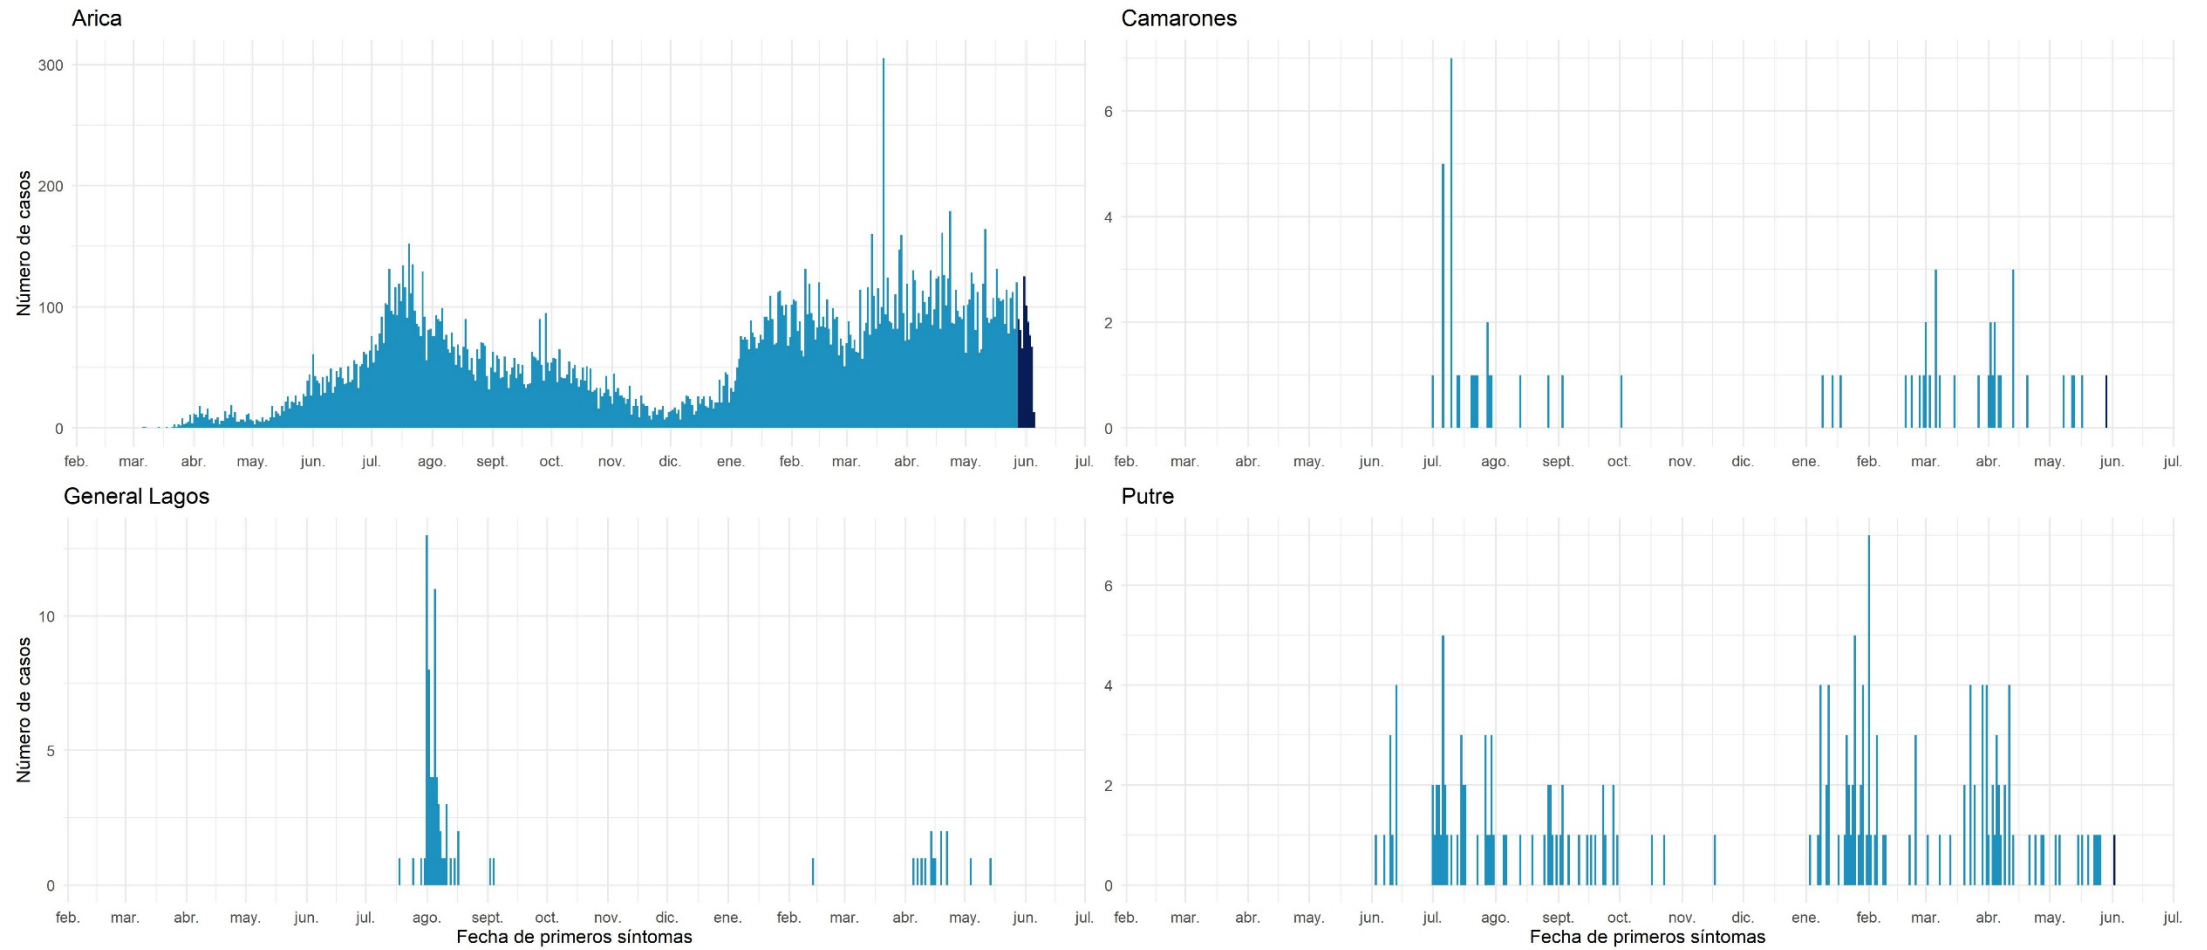 Arica
Número de casos
300
200
100
0
feb. mar. abr. may. jun. jul. ago. sept. oct. nov. dic. ene. feb. mar. abr. may. jun. jul.
Camarones
6
4
2
0
feb. mar. abr. may. jun. jul. ago. sept. oct. nov. dic. ene. feb. mar. abr. may. jun. jul.
General Lagos
Número de casos
10
5
0
feb. mar. abr. may. jun. jul. ago. sept. oct. nov. dic. ene. feb. mar. abr. may. jun. jul.
Fecha de primeros síntomas
Putre
6
4
2
0
feb. mar. abr. may. jun. jul. ago. sept. oct. nov. dic. ene. feb. mar. abr. may. jun. jul.
Fecha de primeros síntomas